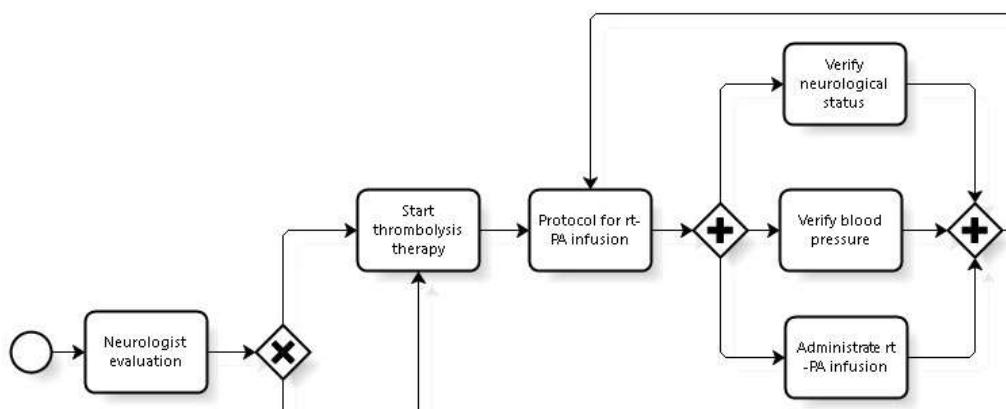 Neurologist
evaluation
Start
thrombolysis
therapy
Protocol for rt-
PA infusion
Verify
neurological
status
Verify blood
pressure
Administrate rt
-PA infusion